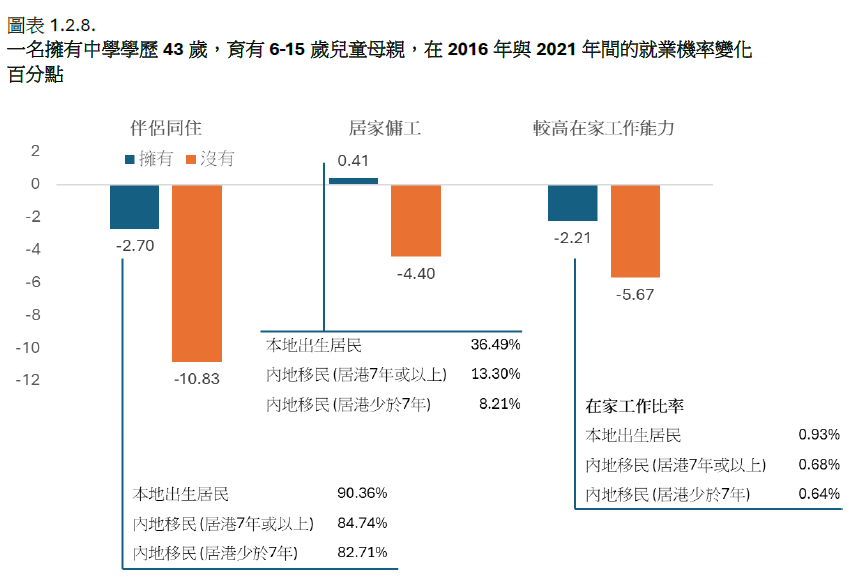 圖表 1.2.8.
一名擁有中學學歷 43 歲，育有 6-15 歲兒童母親，在 2016 年與 2021 年間的就業機率變化
百分點
伴侶同住
居家傭工
較高在家工作能力
擁有
沒有
2
0
-2
-4
-6
-8
-10
-12
-2.70
-10.83
0.41
-4.40
-2.21
-5.67
本地出生居民 36.49%
內地移民 (居港7年或以上) 13.30%
內地移民 (居港少於7年) 8.21%
在家工作比率
本地出生居民 0.93%
內地移民 (居港7年或以上) 0.68%
內地移民 (居港少於7年) 0.64%
本地出生居民 90.36%
內地移民 (居港7年或以上) 84.74%
內地移民 (居港少於7年) 82.71%